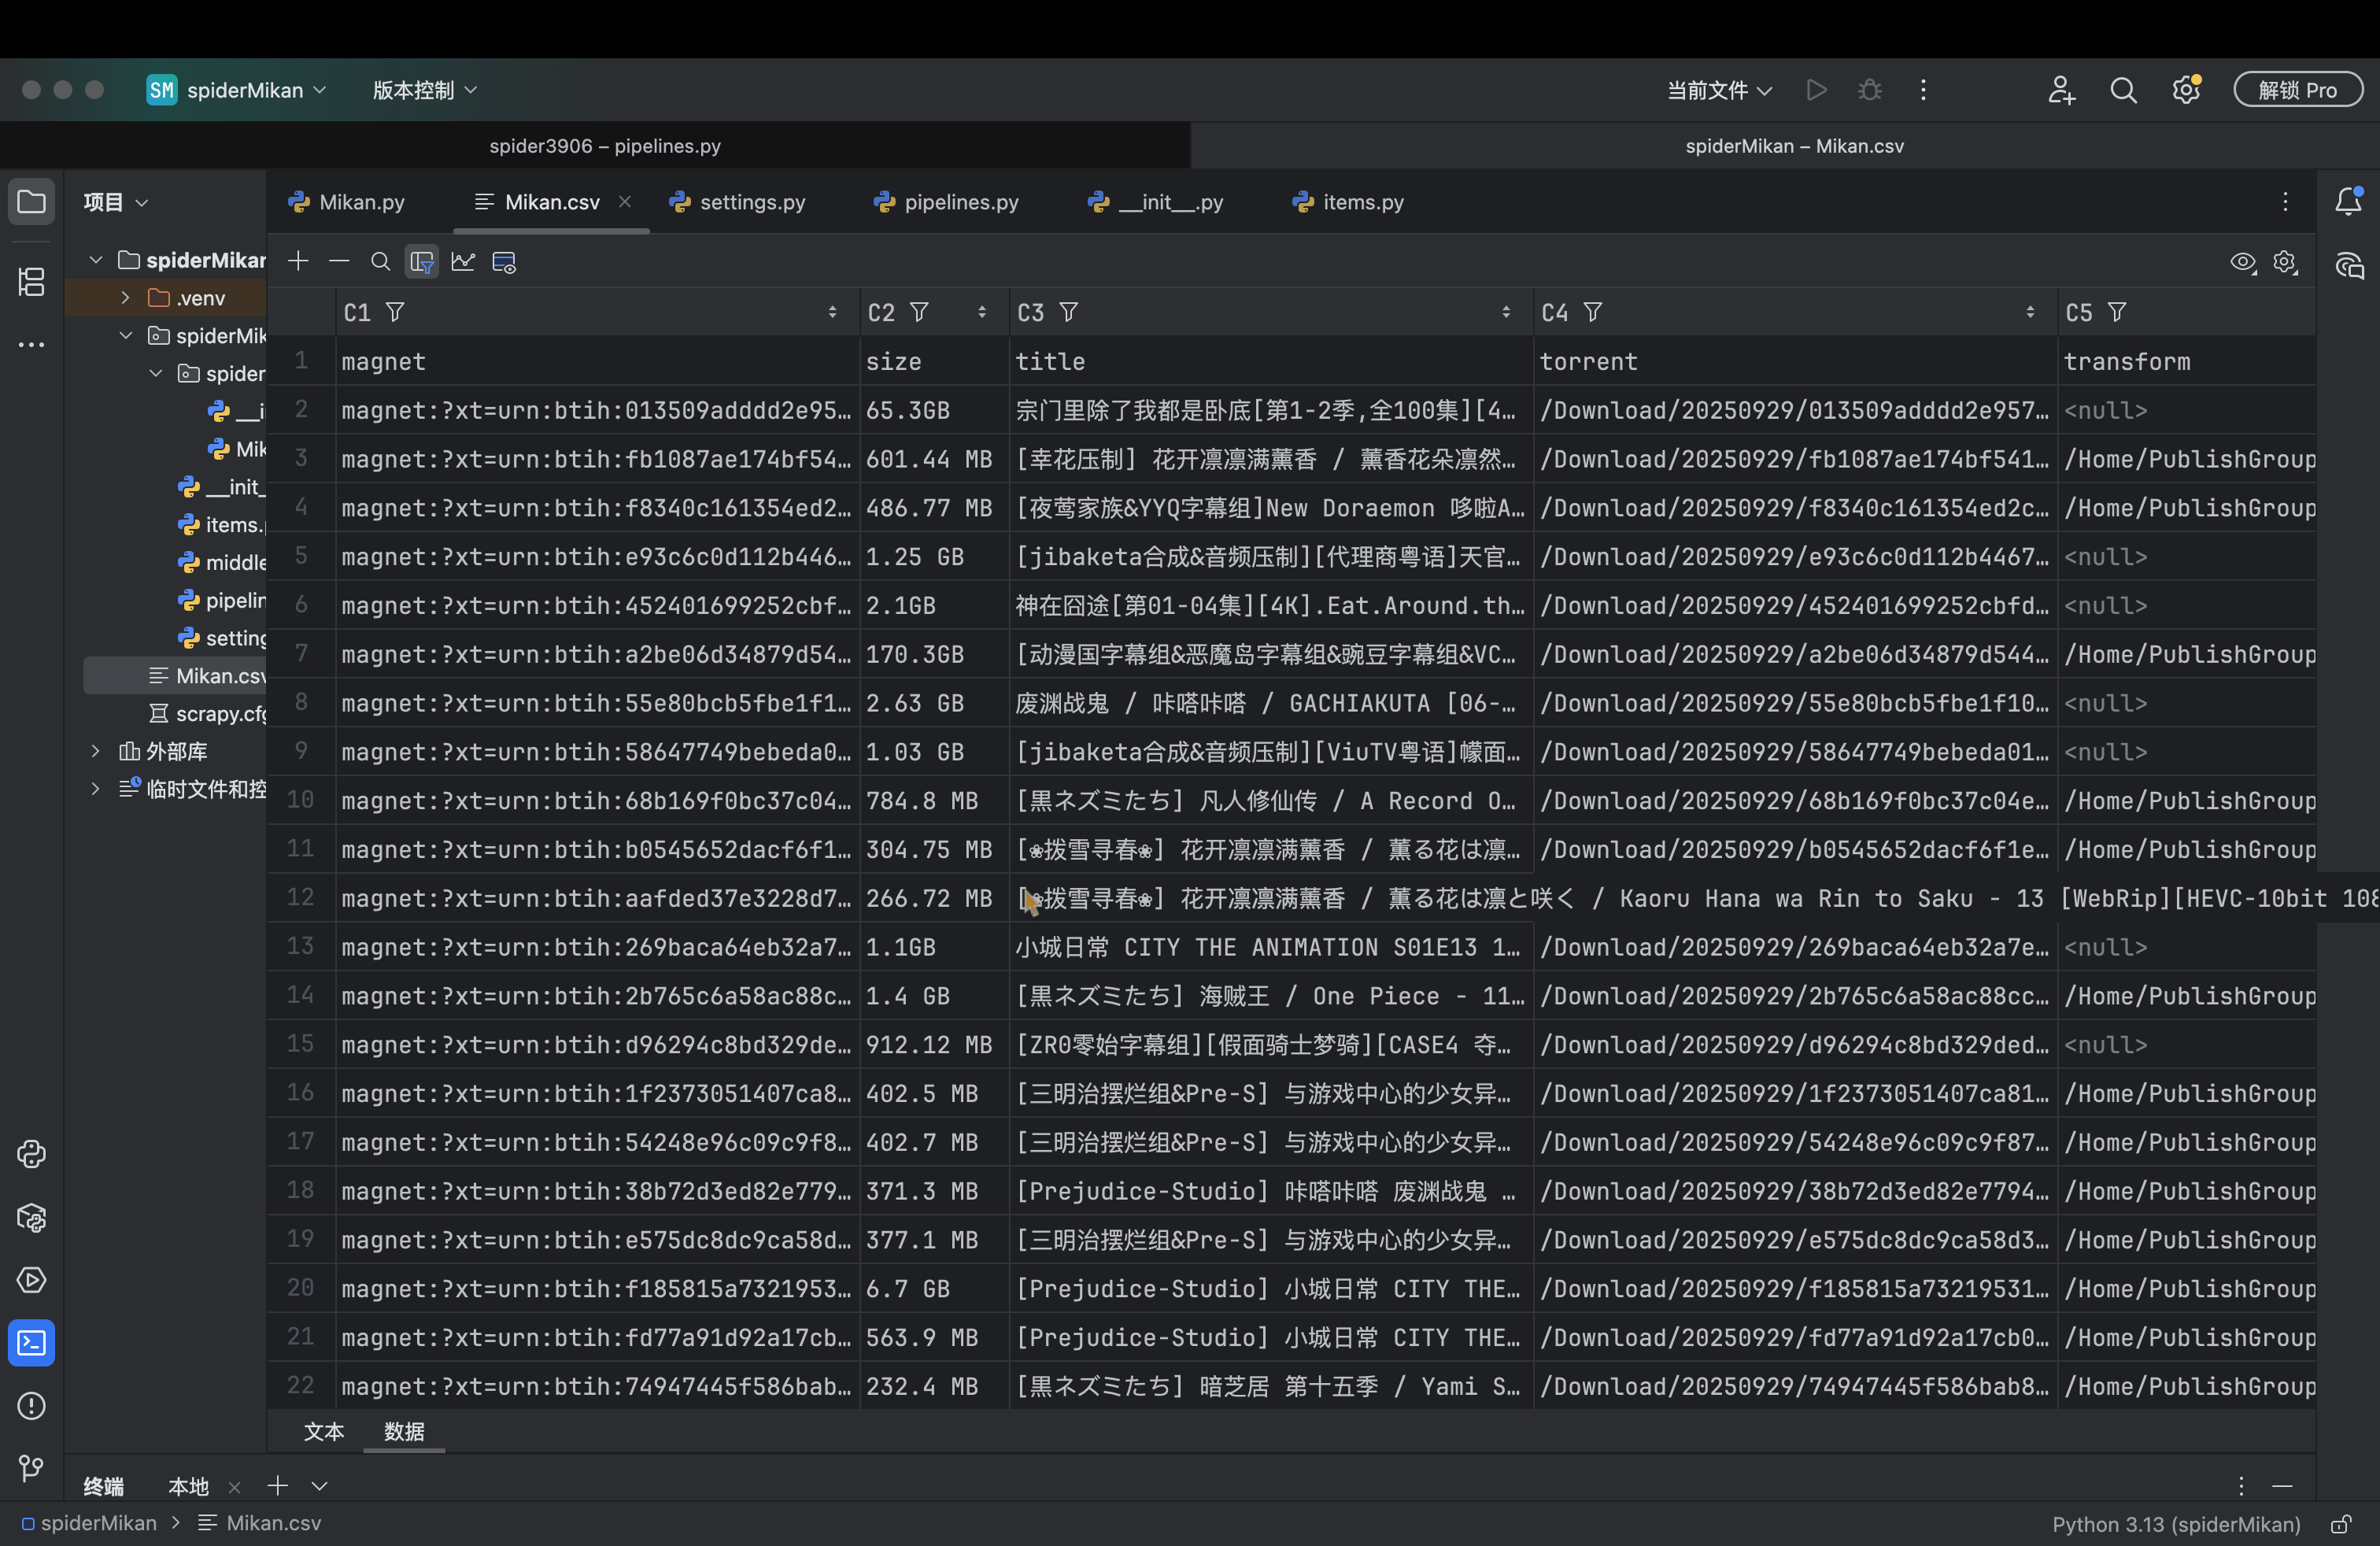 SM spiderMikan 版本控制 当前文件 解锁 Pro
spider3906 – pipelines.py spiderMikan – Mikan.csv
项目 Mikan.py Mikan.csv settings.py pipelines.py __init__.py items.py
spiderMikan
.venv
spiderMik
spider
__i
Mik
__init_
items.p
middle
pipelin
setting
Mikan.csv
scrapy.cfg
外部库
临时文件和控
C1 C2 C3 C4 C5
1 magnet size title torrent transform
2 magnet:?xt=urn:btih:013509adddd2e95… 65.3GB 宗门里除了我都是卧底[第1-2季,全100集][4… /Download/20250929/013509adddd2e957… <null>
3 magnet:?xt=urn:btih:fb1087ae174bf54… 601.44 MB [幸花压制] 花开凛凛满薰香 / 薰香花朵凛然… /Download/20250929/fb1087ae174bf541… /Home/PublishGroup
4 magnet:?xt=urn:btih:f8340c161354ed2… 486.77 MB [夜莺家族&YYQ字幕组]New Doraemon 哆啦A… /Download/20250929/f8340c161354ed2c… /Home/PublishGroup
5 magnet:?xt=urn:btih:e93c6c0d112b446… 1.25 GB [jibaketa合成&音频压制][代理商粤语]天官… /Download/20250929/e93c6c0d112b4467… <null>
6 magnet:?xt=urn:btih:452401699252cbf… 2.1GB 神在囧途[第01-04集][4K].Eat.Around.th… /Download/20250929/452401699252cbfd… <null>
7 magnet:?xt=urn:btih:a2be06d34879d54… 170.3GB [动漫国字幕组&恶魔岛字幕组&豌豆字幕组&VC… /Download/20250929/a2be06d34879d544… /Home/PublishGroup
8 magnet:?xt=urn:btih:55e80bcb5fbe1f1… 2.63 GB 废渊战鬼 / 咔嗒咔嗒 / GACHIAKUTA [06-… /Download/20250929/55e80bcb5fbe1f10… <null>
9 magnet:?xt=urn:btih:58647749bebeda0… 1.03 GB [jibaketa合成&音频压制][ViuTV粤语]幪面… /Download/20250929/58647749bebeda01… <null>
10 magnet:?xt=urn:btih:68b169f0bc37c04… 784.8 MB [黒ネズミたち] 凡人修仙传 / A Record O… /Download/20250929/68b169f0bc37c04e… /Home/PublishGroup
11 magnet:?xt=urn:btih:b0545652dacf6f1… 304.75 MB [❀拨雪寻春❀] 花开凛凛满薰香 / 薫る花は凛… /Download/20250929/b0545652dacf6f1e… /Home/PublishGroup
12 magnet:?xt=urn:btih:aafded37e3228d7… 266.72 MB [❀拨雪寻春❀] 花开凛凛满薰香 / 薫る花は凛と咲く / Kaoru Hana wa Rin to Saku - 13 [WebRip][HEVC-10bit 108
13 magnet:?xt=urn:btih:269baca64eb32a7… 1.1GB 小城日常 CITY THE ANIMATION S01E13 1… /Download/20250929/269baca64eb32a7e… <null>
14 magnet:?xt=urn:btih:2b765c6a58ac88c… 1.4 GB [黒ネズミたち] 海贼王 / One Piece - 11… /Download/20250929/2b765c6a58ac88cc… /Home/PublishGroup
15 magnet:?xt=urn:btih:d96294c8bd329de… 912.12 MB [ZR0零始字幕组][假面骑士梦骑][CASE4 夺… /Download/20250929/d96294c8bd329ded… <null>
16 magnet:?xt=urn:btih:1f2373051407ca8… 402.5 MB [三明治摆烂组&Pre-S] 与游戏中心的少女异… /Download/20250929/1f2373051407ca81… /Home/PublishGroup
17 magnet:?xt=urn:btih:54248e96c09c9f8… 402.7 MB [三明治摆烂组&Pre-S] 与游戏中心的少女异… /Download/20250929/54248e96c09c9f87… /Home/PublishGroup
18 magnet:?xt=urn:btih:38b72d3ed82e779… 371.3 MB [Prejudice-Studio] 咔嗒咔嗒 废渊战鬼 … /Download/20250929/38b72d3ed82e7794… /Home/PublishGroup
19 magnet:?xt=urn:btih:e575dc8dc9ca58d… 377.1 MB [三明治摆烂组&Pre-S] 与游戏中心的少女异… /Download/20250929/e575dc8dc9ca58d3… /Home/PublishGroup
20 magnet:?xt=urn:btih:f185815a7321953… 6.7 GB [Prejudice-Studio] 小城日常 CITY THE… /Download/20250929/f185815a73219531… /Home/PublishGroup
21 magnet:?xt=urn:btih:fd77a91d92a17cb… 563.9 MB [Prejudice-Studio] 小城日常 CITY THE… /Download/20250929/fd77a91d92a17cb0… /Home/PublishGroup
22 magnet:?xt=urn:btih:74947445f586bab… 232.4 MB [黒ネズミたち] 暗芝居 第十五季 / Yami S… /Download/20250929/74947445f586bab8… /Home/PublishGroup
文本 数据
终端 本地
spiderMikan > Mikan.csv Python 3.13 (spiderMikan)